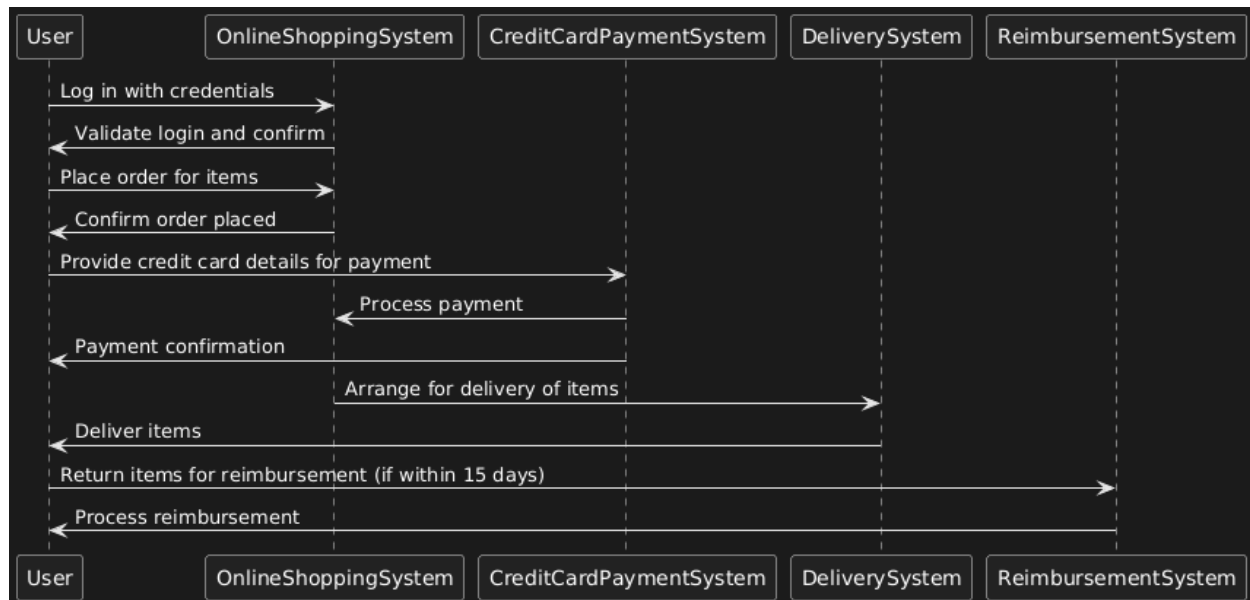 User OnlineShoppingSystem CreditCardPaymentSystem DeliverySystem ReimbursementSystem
Log in with credentials
Validate login and confirm
Place order for items
Confirm order placed
Provide credit card details for payment
Process payment
Payment confirmation
Arrange for delivery of items
Deliver items
Return items for reimbursement (if within 15 days)
Process reimbursement
User OnlineShoppingSystem CreditCardPaymentSystem DeliverySystem ReimbursementSystem